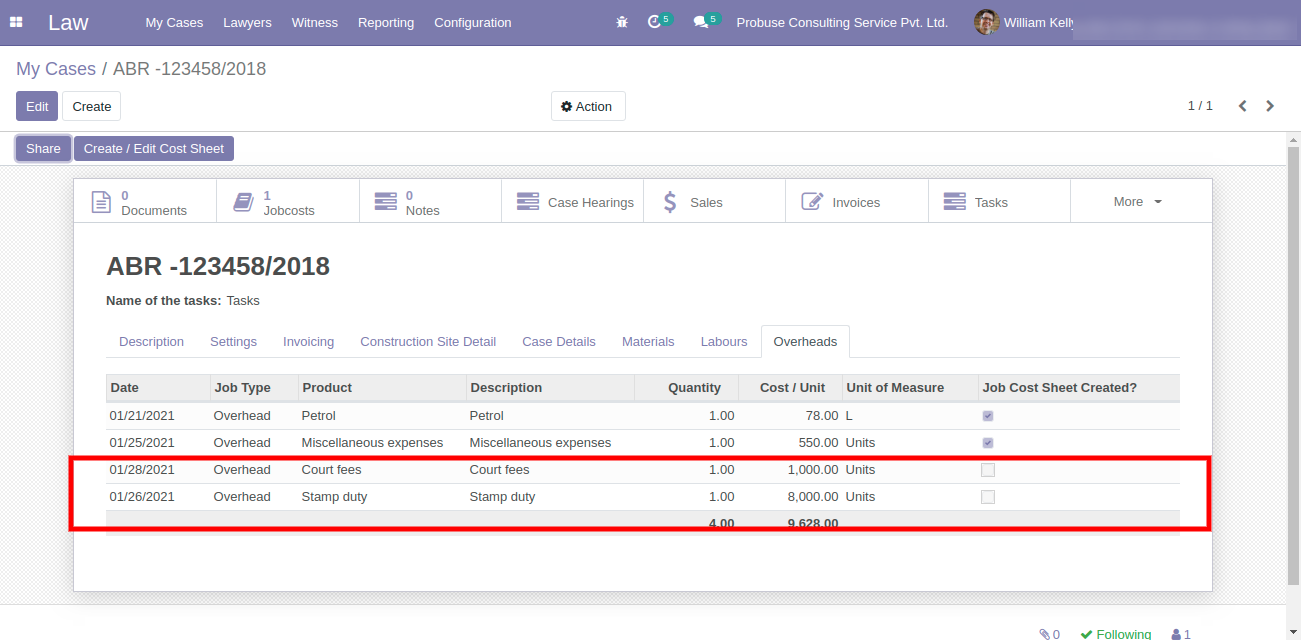 Law My Cases Lawyers Witness Reporting Configuration 5 5 Probuse Consulting Service Pvt. Ltd. William Kelly
My Cases / ABR -123458/2018
Edit Create Action 1 / 1
Share Create / Edit Cost Sheet
0 Documents 1 Jobcosts 0 Notes Case Hearings Sales Invoices Tasks More
ABR -123458/2018
Name of the tasks: Tasks
Description Settings Invoicing Construction Site Detail Case Details Materials Labours Overheads
Date Job Type Product Description Quantity Cost / Unit Unit of Measure Job Cost Sheet Created?
01/21/2021 Overhead Petrol Petrol 1.00 78.00 L
01/25/2021 Overhead Miscellaneous expenses Miscellaneous expenses 1.00 550.00 Units
01/28/2021 Overhead Court fees Court fees 1.00 1,000.00 Units
01/26/2021 Overhead Stamp duty Stamp duty 1.00 8,000.00 Units
4.00 9,628.00
0 Following 1